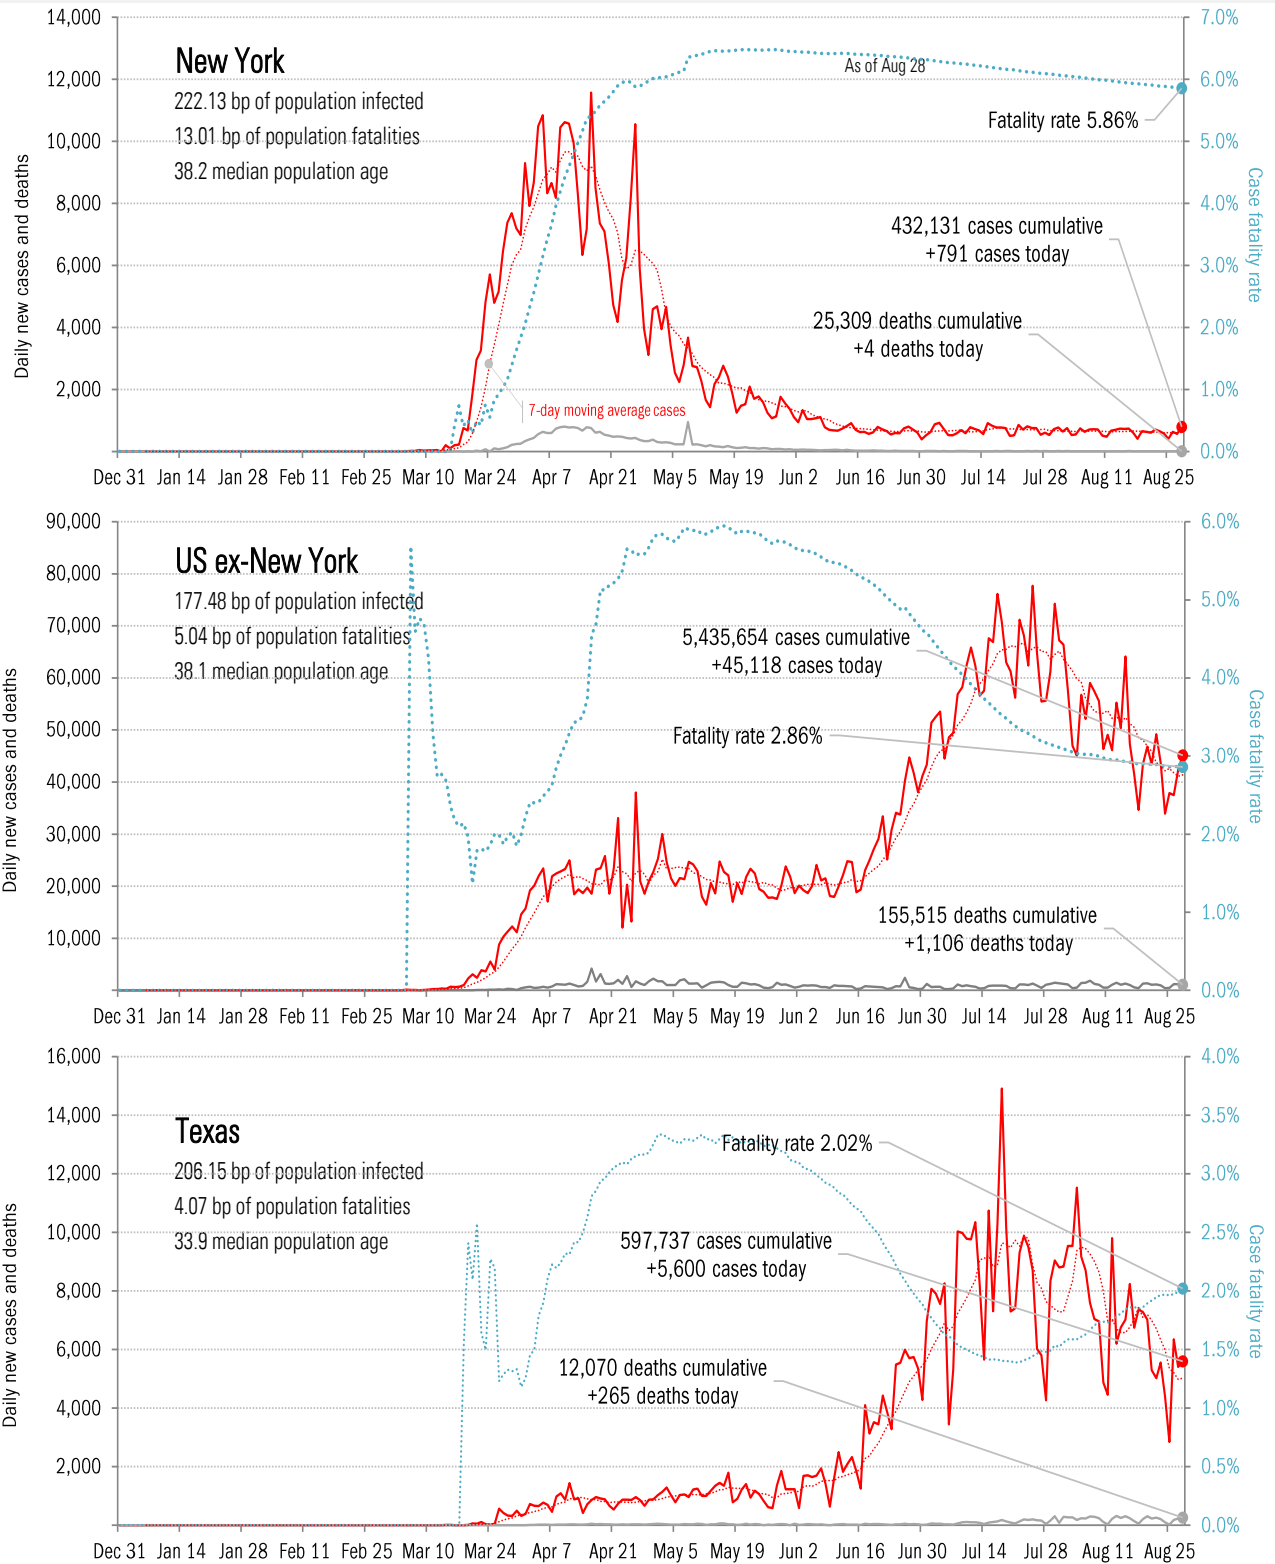 14,000
12,000
10,000
8,000
6,000
4,000
2,000
Daily new cases and deaths
New York
222.13 bp of population infected
13.01 bp of population fatalities
38.2 median population age
7-day moving average cases
As of Aug 28
Fatality rate 5.86%
432,131 cases cumulative
+791 cases today
25,309 deaths cumulative
+4 deaths today
7.0%
6.0%
5.0%
4.0%
3.0%
2.0%
1.0%
0.0%
Case fatality rate
Dec 31 Jan 14 Jan 28 Feb 11 Feb 25 Mar 10 Mar 24 Apr 7 Apr 21 May 5 May 19 Jun 2 Jun 16 Jun 30 Jul 14 Jul 28 Aug 11 Aug 25
90,000
80,000
70,000
60,000
50,000
40,000
30,000
20,000
10,000
Daily new cases and deaths
US ex-New York
177.48 bp of population infected
5.04 bp of population fatalities
38.1 median population age
5,435,654 cases cumulative
+45,118 cases today
Fatality rate 2.86%
155,515 deaths cumulative
+1,106 deaths today
6.0%
5.0%
4.0%
3.0%
2.0%
1.0%
0.0%
Case fatality rate
Dec 31 Jan 14 Jan 28 Feb 11 Feb 25 Mar 10 Mar 24 Apr 7 Apr 21 May 5 May 19 Jun 2 Jun 16 Jun 30 Jul 14 Jul 28 Aug 11 Aug 25
16,000
14,000
12,000
10,000
8,000
6,000
4,000
2,000
Daily new cases and deaths
Texas
206.15 bp of population infected
4.07 bp of population fatalities
33.9 median population age
Fatality rate 2.02%
597,737 cases cumulative
+5,600 cases today
12,070 deaths cumulative
+265 deaths today
4.0%
3.5%
3.0%
2.5%
2.0%
1.5%
1.0%
0.5%
0.0%
Case fatality rate
Dec 31 Jan 14 Jan 28 Feb 11 Feb 25 Mar 10 Mar 24 Apr 7 Apr 21 May 5 May 19 Jun 2 Jun 16 Jun 30 Jul 14 Jul 28 Aug 11 Aug 25